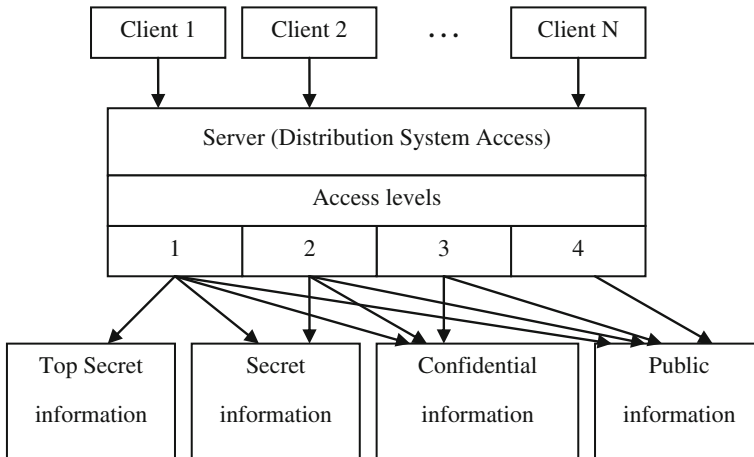 Client 1
Client 2
...
Client N
Server (Distribution System Access)
Access levels
1
2
3
4
Top Secret
information
Secret
information
Confidential
information
Public
information